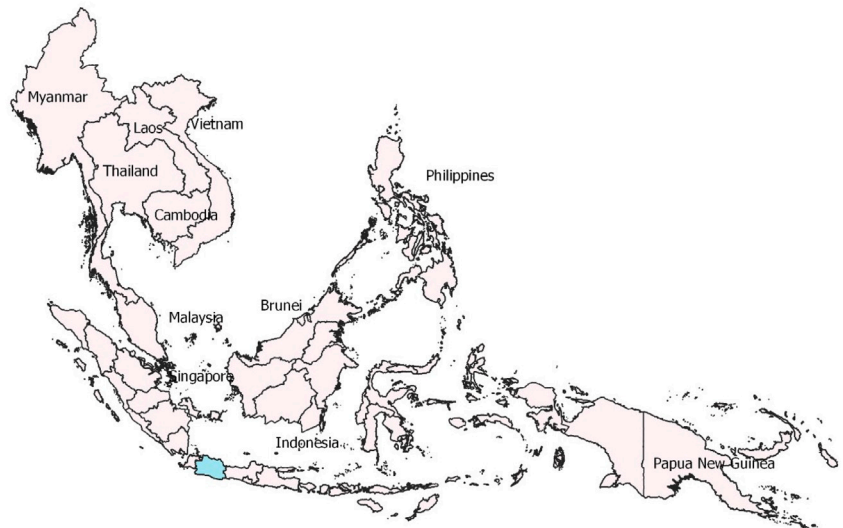 Myanmar
Laos
Vietnam
Thailand
Philippines
Cambodia
Brunei
Malaysia
Singapore
Indonesia
Papua New Guinea